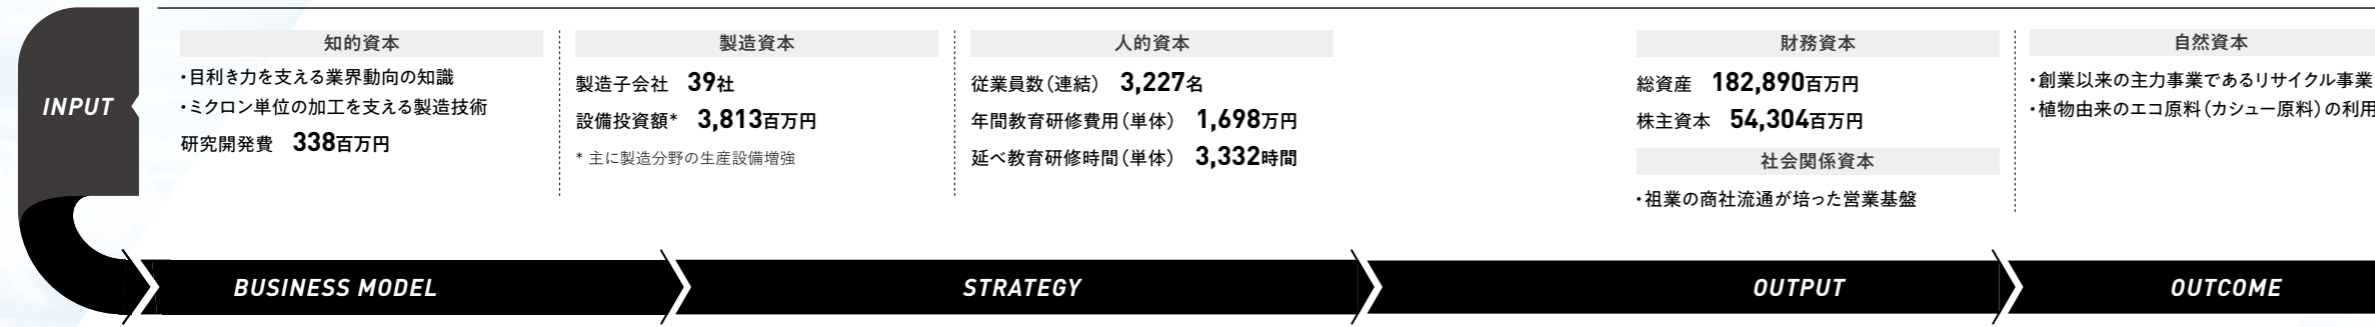 INPUT
知的資本
・目利き力を支える業界動向の知識
・ミクロン単位の加工を支える製造技術
研究開発費 338百万円
製造資本
製造子会社 39社
設備投資額* 3,813百万円
* 主に製造分野の生産設備増強
人的資本
従業員数（連結） 3,227名
年間教育研修費用（単体） 1,698万円
延べ教育研修時間（単体） 3,332時間
財務資本
総資産 182,890百万円
株主資本 54,304百万円
社会関係資本
・祖業の商社流通が培った営業基盤
自然資本
・創業以来の主力事業であるリサイクル事業
・植物由来のエコ原料（カシュー原料）の利用
BUSINESS MODEL
STRATEGY
OUTPUT
OUTCOME